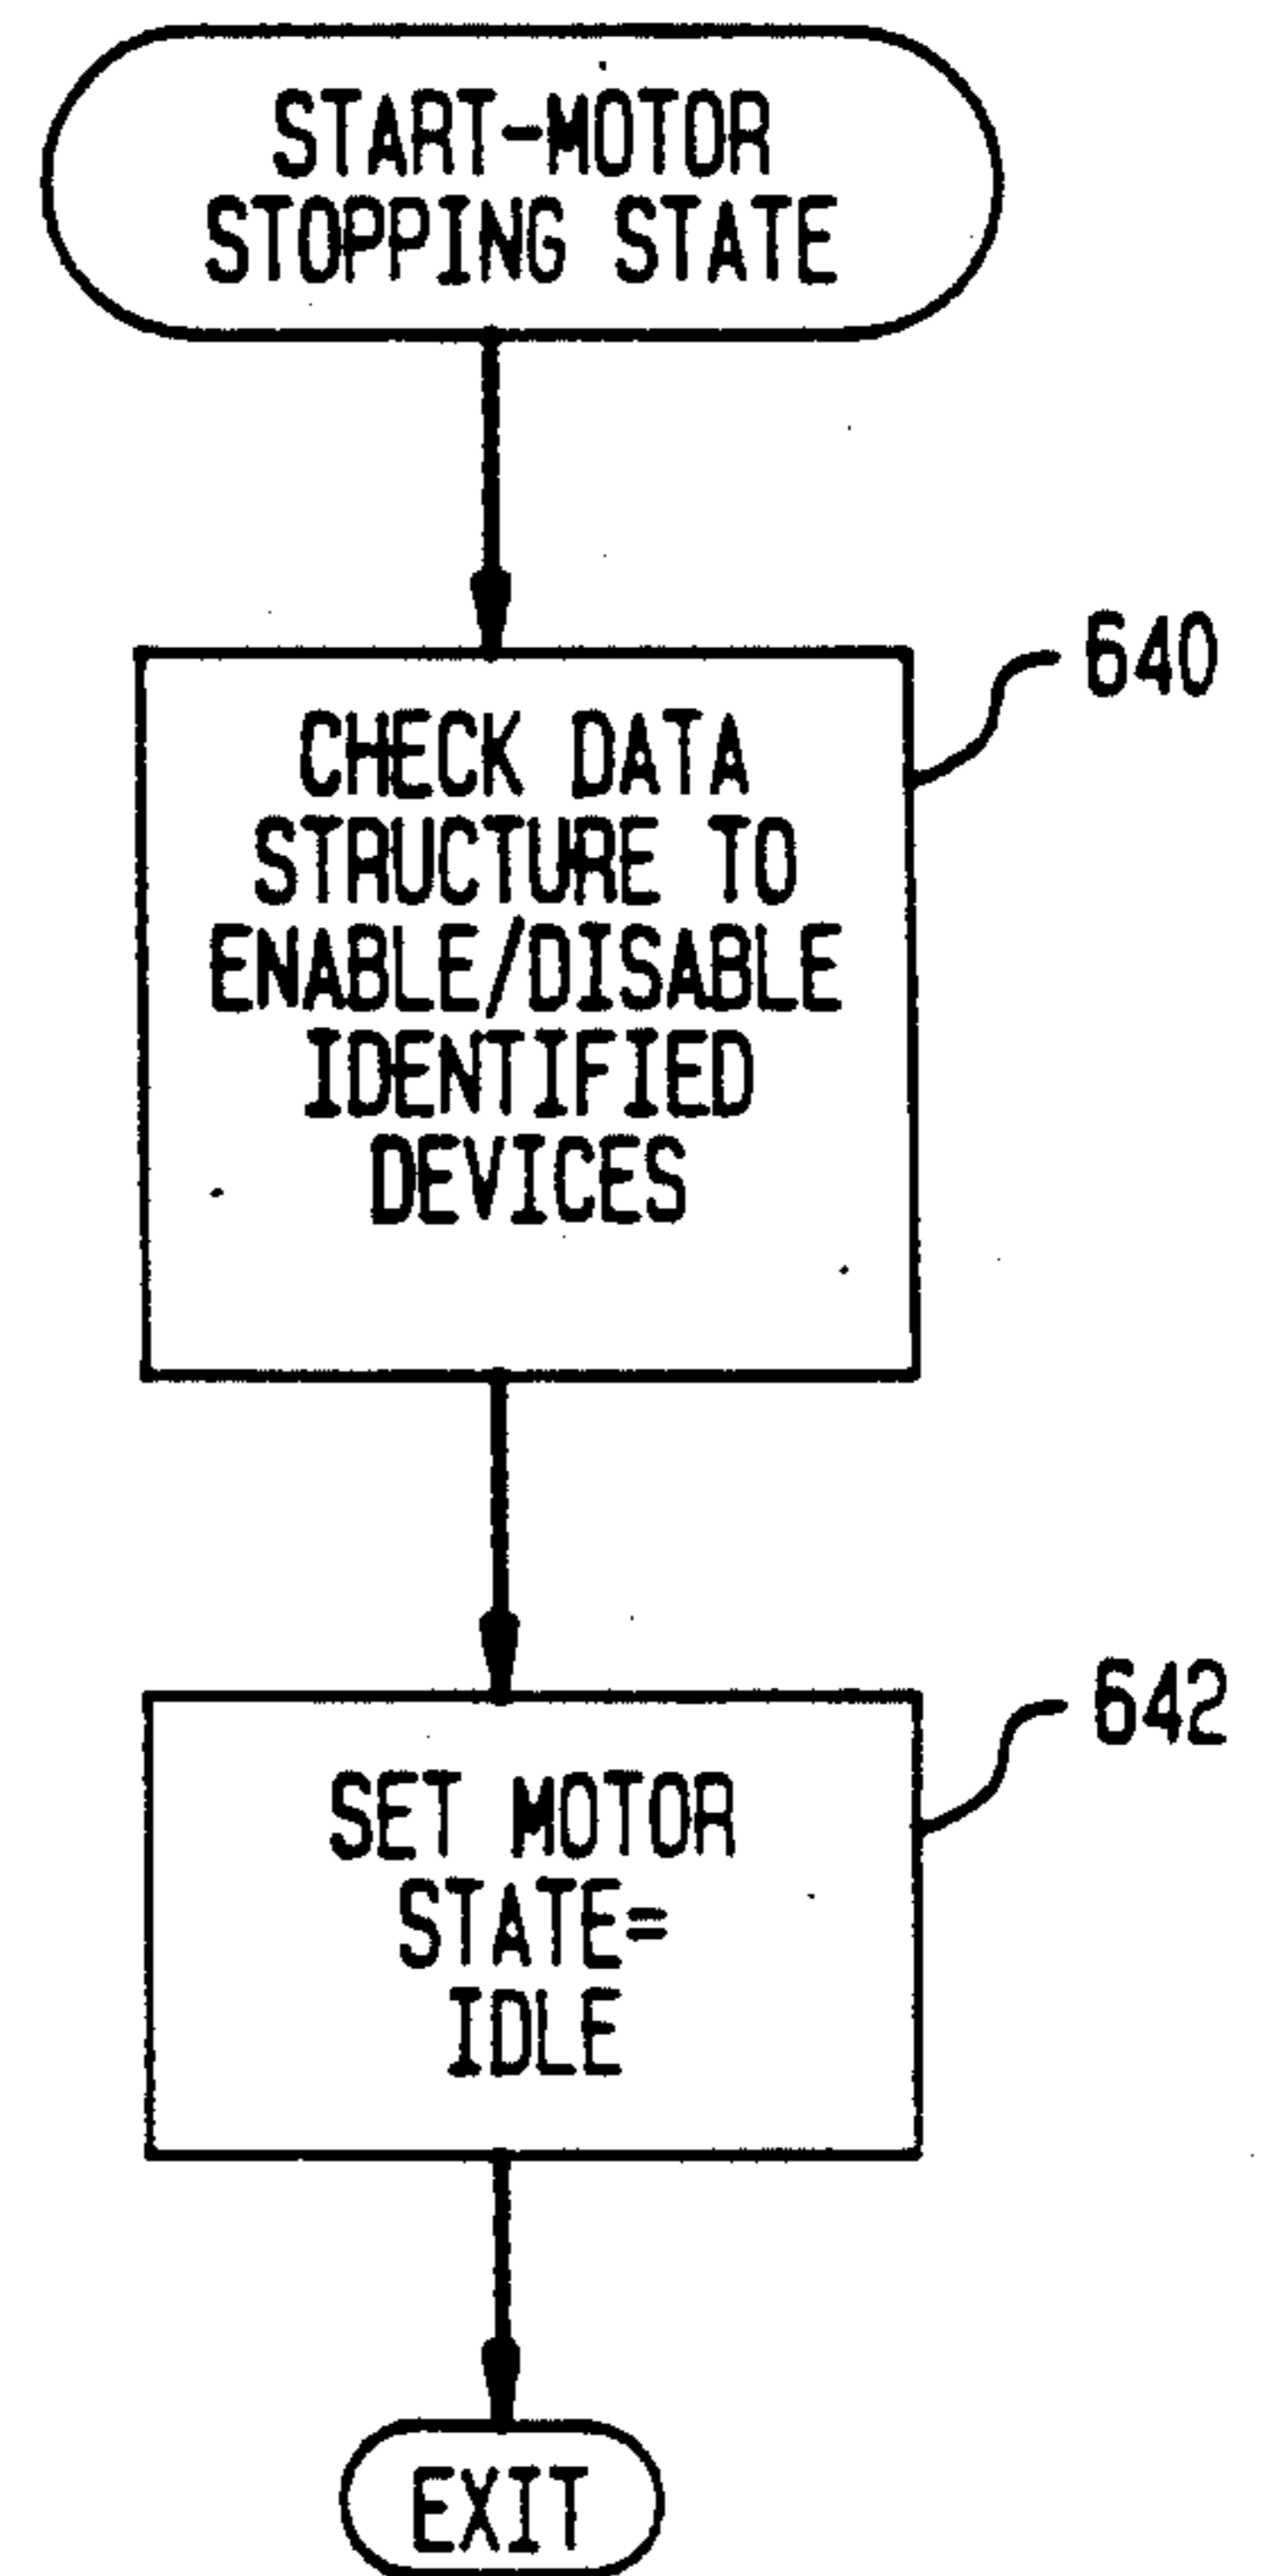 START-MOTOR
STOPPING STATE
640
CHECK DATA
STRUCTURE TO
ENABLE/DISABLE
IDENTIFIED
DEVICES
642
SET MOTOR
STATE=
IDLE
EXIT